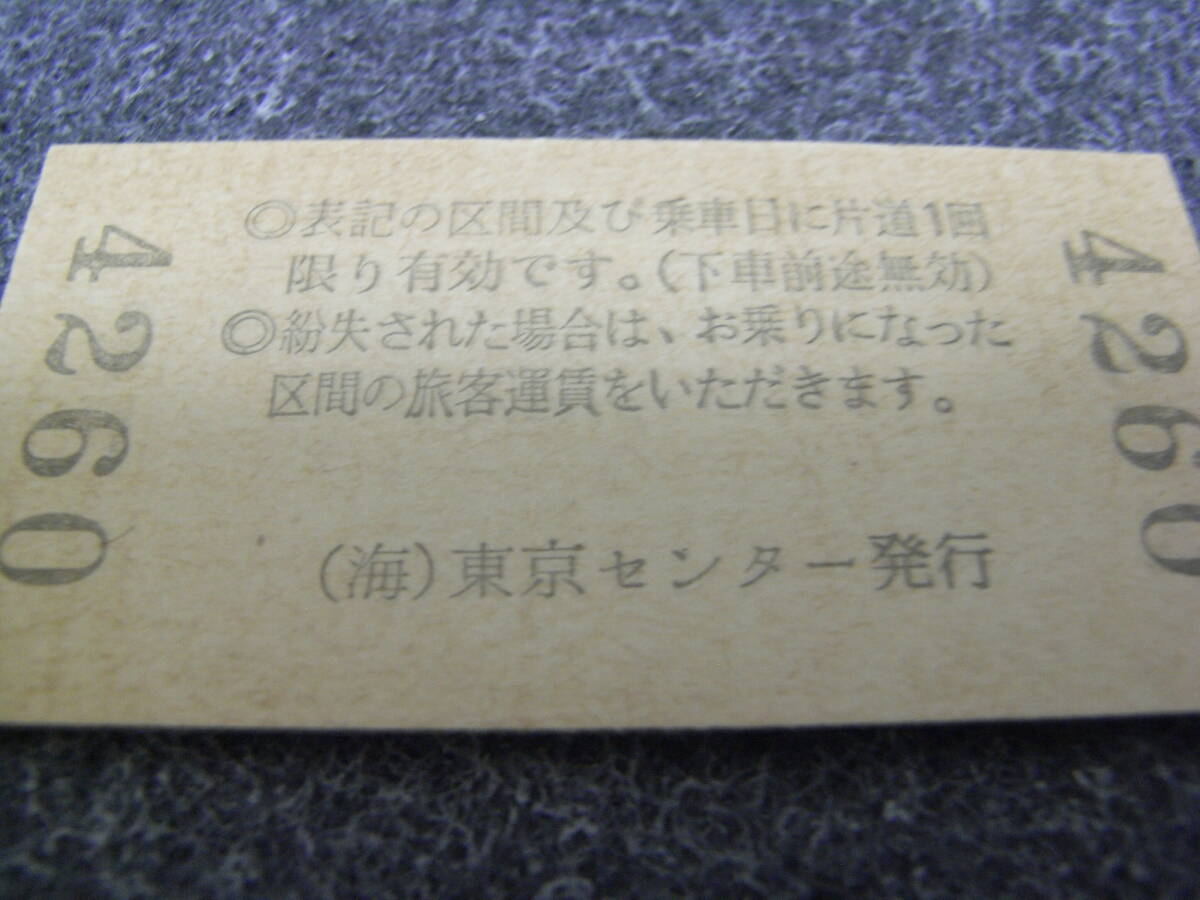 ◎表記の区間及び乗車日に片道1回
限り有効です。(下車前途無効)
◎紛失された場合は、お乗りになった
区間の旅客運賃をいただきます。
(海)東京センター発行
4260
4260